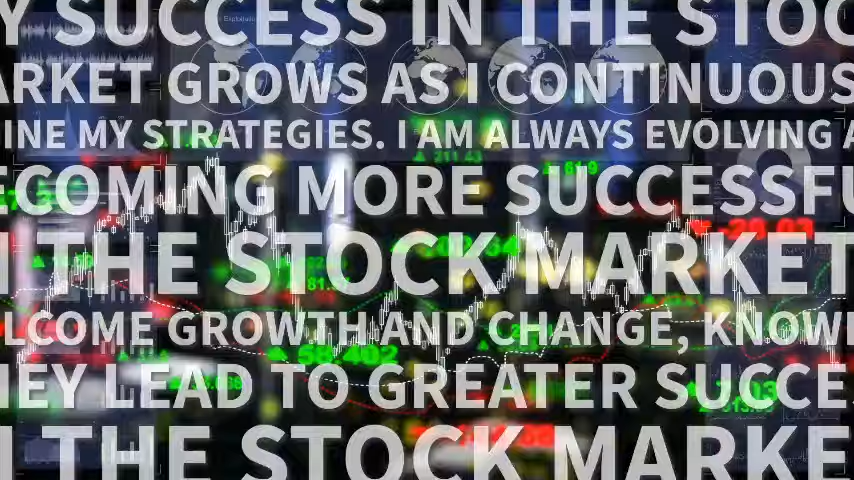 Y SUCCESS IN THE STOC
ARKET GROWS AS I CONTINUOUS
INE MY STRATEGIES. I AM ALWAYS EVOLVING A
ECOMING MORE SUCCESSFU
N THE STOCK MARKET
LCOME GROWTH AND CHANGE, KNOWI
HEY LEAD TO GREATER SUCCE
N THE STOCK MARKE